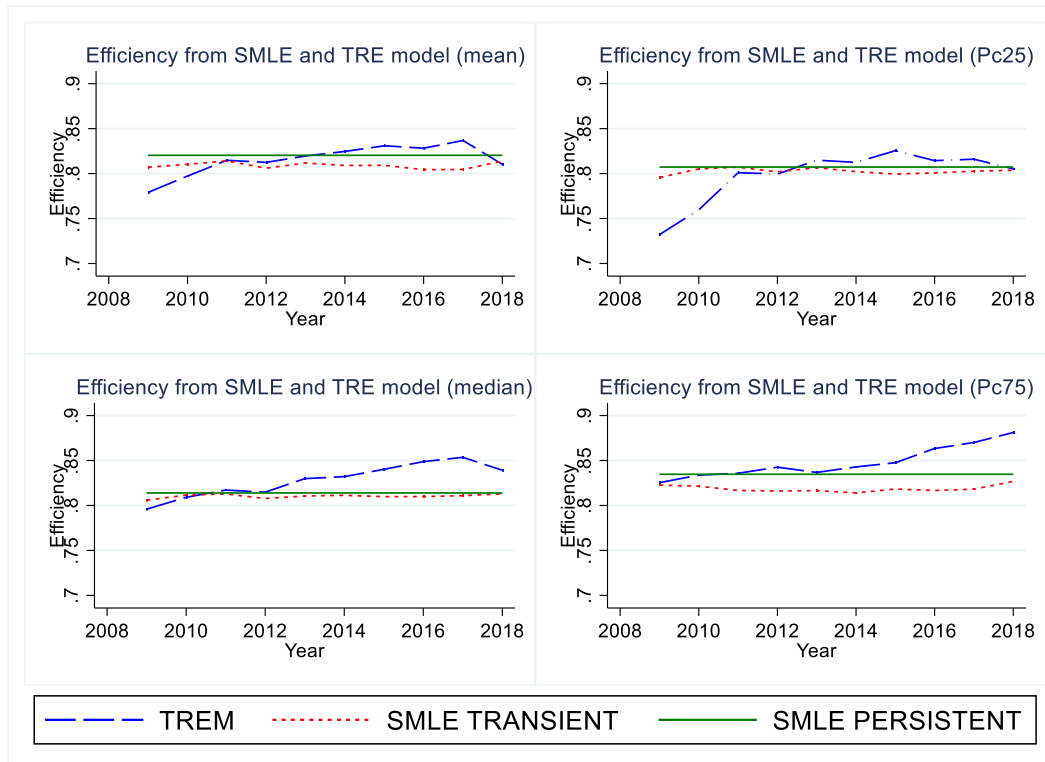 Efficiency from SMLE and TRE model (mean)
.9
.85
.8
.75
.7
Efficiency
2008 2010 2012 2014 2016 2018
Year
Efficiency from SMLE and TRE model (Pc25)
.9
.85
.8
.75
.7
Efficiency
2008 2010 2012 2014 2016 2018
Year
Efficiency from SMLE and TRE model (median)
.9
.85
.8
.75
.7
Efficiency
2008 2010 2012 2014 2016 2018
Year
Efficiency from SMLE and TRE model (Pc75)
.9
.85
.8
.75
.7
Efficiency
2008 2010 2012 2014 2016 2018
Year
TREM SMLE TRANSIENT SMLE PERSISTENT